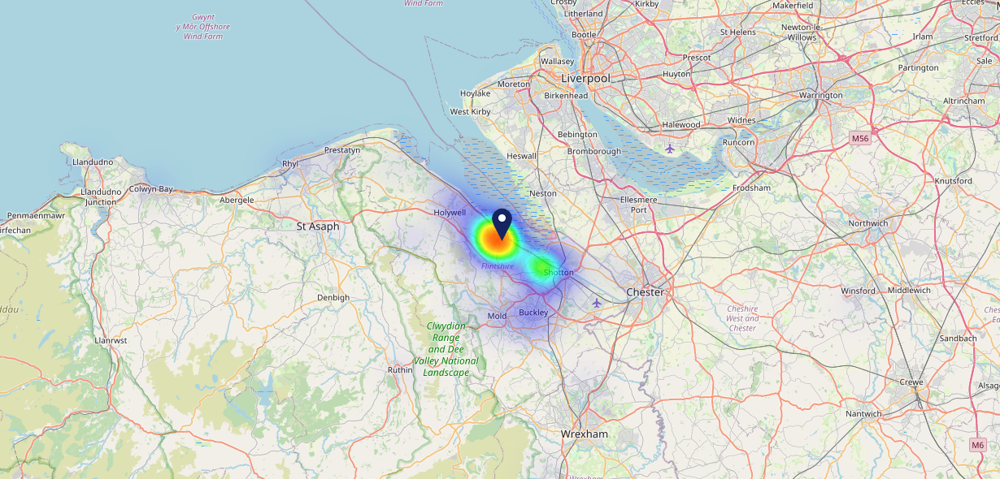 Wind Farm
Crosby
Kirkby
Makerfield
Eccles
Litherland
Gwynt
y Môr Offshore
Wind Farm
Bootle
St Helens
Newton-le-
Willows
Irlam
Stretford
Wallasey
Prescot
Sale
Liverpool
Huyton
Partington
Moreton
Hoylake
Birkenhead
Warrington
Altrincham
West Kirby
Halewood
Widnes
Bebington
M56
Runcorn
Prestatyn
Bromborough
Heswall
Llandudno
Rhyl
Knutsford
Colwyn Bay
Frodsham
Llandudno
Junction
Abergele
Neston
Ellesmere
Port
Penmaenmawr
Holywell
St Asaph
Northwich
irfechan
Flintshire
Shotton
Chester
Winsford
Middlewich
Denbigh
Mold
Buckley
Cheshire
West and
Chester
ddau
Clwydian
Range
and Dee
Valley National
Landscape
Llanrwst
Sandbach
Ruthin
Crewe
Alsag
Nantwich
Wrexham
M6
Wrexham